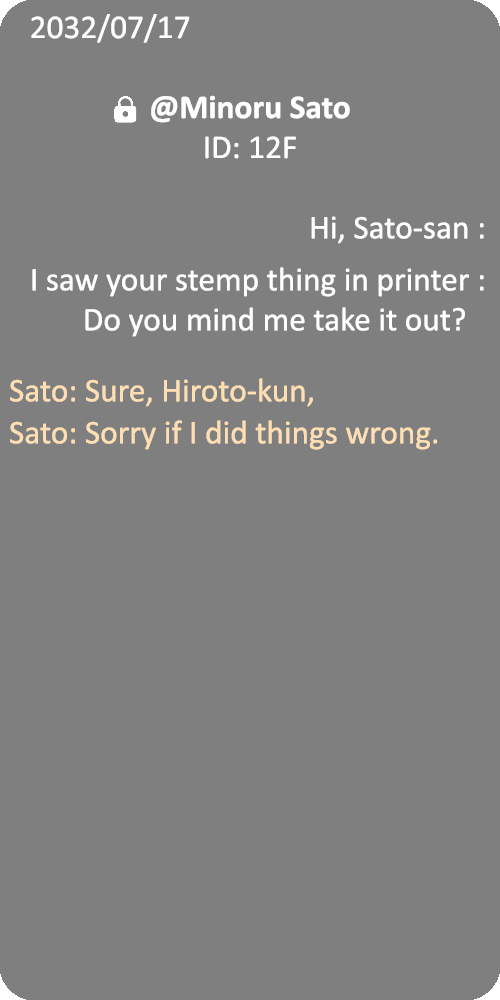 2032/07/17
@Minoru Sato
ID: 12F
Hi, Sato-san :
I saw your stemp thing in printer :
Do you mind me take it out?
Sato: Sure, Hiroto-kun,
Sato: Sorry if I did things wrong.